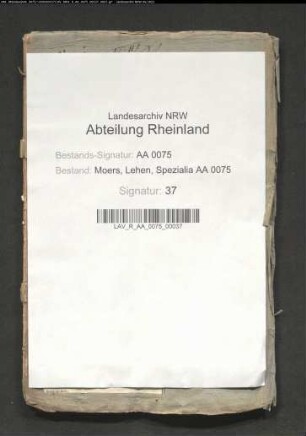 Landesarchiv NRW
Abteilung Rheinland
Bestands-Signatur: AA 0075
Bestand: Moers, Lehen, Spezialia AA 0075
Signatur: 37
LAV_R_AA_0075_00037